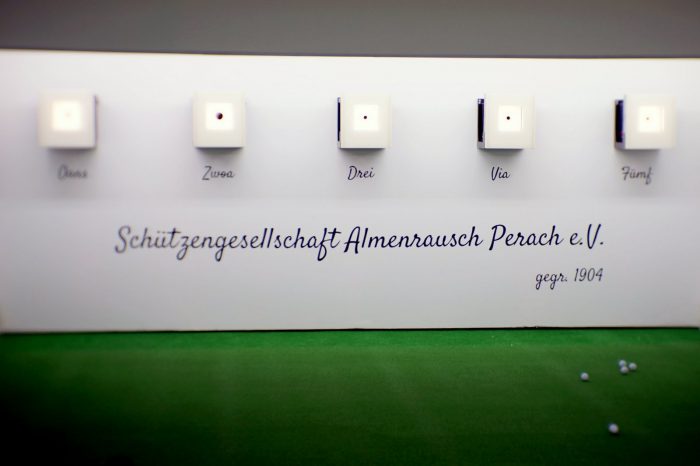 Oans Zwoa Drei Via Fümf
Schützengesellschaft Almenrausch Perach e.V.
gegr. 1904